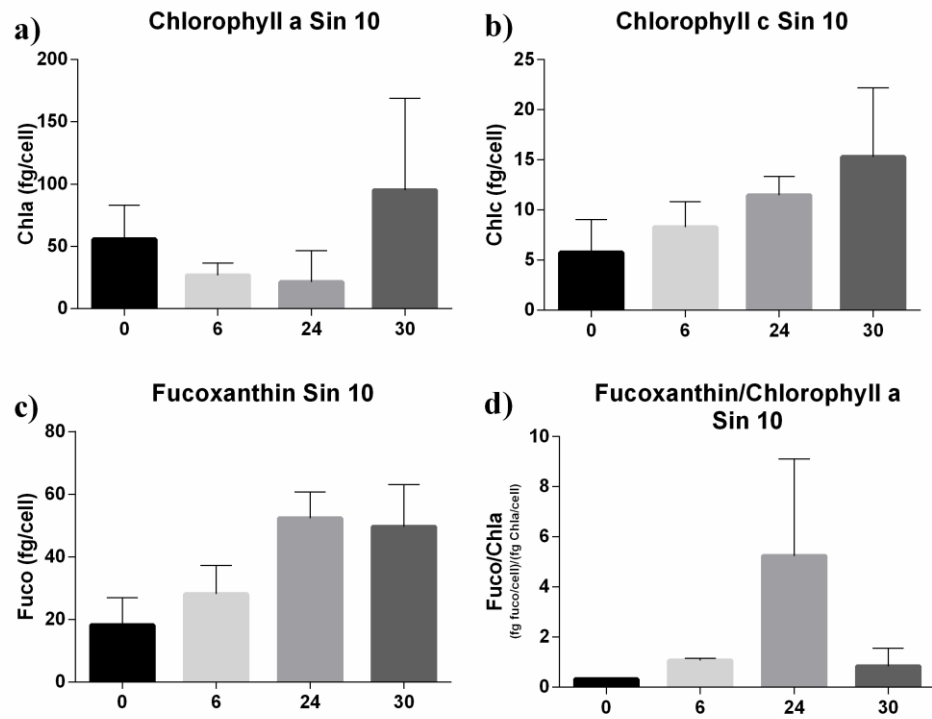 a)
Chlorophyll a Sin 10
Chla (fg/cell)
200
150
100
50
0
0 6 24 30
b)
Chlorophyll c Sin 10
Chlc (fg/cell)
25
20
15
10
5
0
0 6 24 30
c)
Fucoxanthin Sin 10
Fuco (fg/cell)
80
60
40
20
0
0 6 24 30
d)
Fucoxanthin/Chlorophyll a
Sin 10
Fuco/Chla
(fg fuco/cell)/(fg Chla/cell)
10
8
6
4
2
0
0 6 24 30